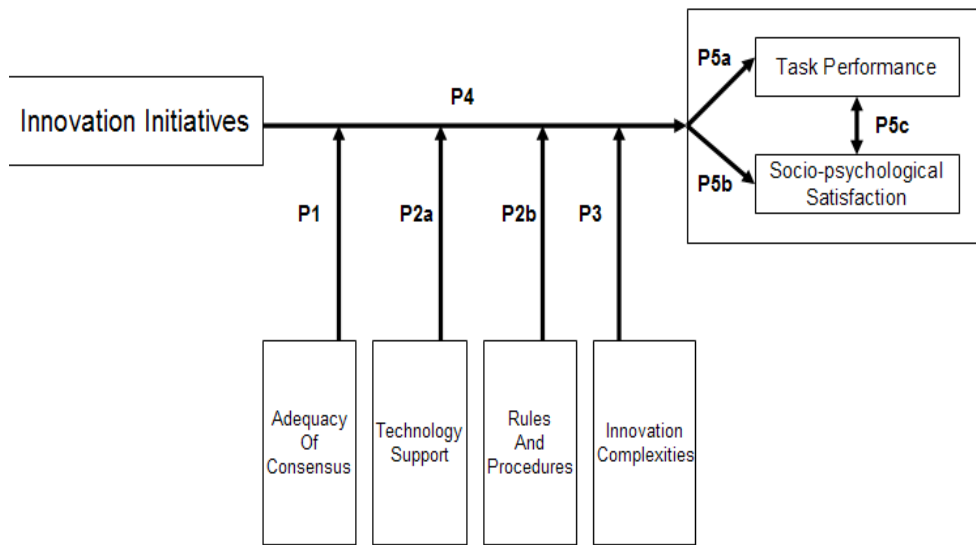 P5a
Task Performance
P4
Innovation Initiatives
P5c
P5b
Socio-psychological
Satisfaction
P1
P2a
P2b
P3
Adequacy
Of
Consensus
Technology
Support
Rules
And
Procedures
Innovation
Complexities